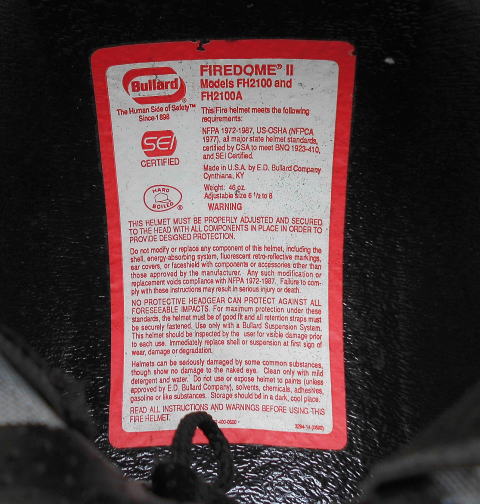 Bullard
The Human Side of Safety™
Since 1898
SEI
CERTIFIED
HARD
BOILED
FIREDOME® II
Models FH2100 and
FH2100A
This Fire helmet meets the following
requirements:
NFPA 1972-1987, US-OSHA (NFPCA
1977), all major state helmet standards,
certified by CSA to meet BNQ 1923-410,
and SEI Certified.
Made in U.S.A. by E.D. Bullard Company
Cynthiana, KY
Weight: 46 oz.
Adjustable Size 6 1/2 to 8
WARNING
THIS HELMET MUST BE PROPERLY ADJUSTED AND SECURED
TO THE HEAD WITH ALL COMPONENTS IN PLACE IN ORDER TO
PROVIDE DESIGNED PROTECTION.
Do not modify or replace any component of this helmet, including the
shell, energy-absorbing system, fluorescent retro-reflective markings,
ear covers, or faceshield with components or accessories other than
those approved by the manufacturer. Any such modification or
replacement voids compliance with NFPA 1972-1987. Failure to com-
ply with these instructions may result in serious injury or death.
NO PROTECTIVE HEADGEAR CAN PROTECT AGAINST ALL
FORESEEABLE IMPACTS. For maximum protection under these
standards, the helmet must be of good fit and all retention straps must
be securely fastened. Use only with a Bullard Suspension System.
This helmet should be inspected by the user for visible damage prior
to each use. Immediately replace shell or suspension at first sign of
wear, damage or degradation.
Helmets can be seriously damaged by some common substances,
though show no damage to the naked eye. Clean only with mild
detergent and water. Do not use or expose helmet to paints (unless
approved by E.D. Bullard Company), solvents, chemicals, adhesives,
gasoline or like substances. Storage should be in a dark, cool place.
READ ALL INSTRUCTIONS AND WARNINGS BEFORE USING THIS
FIRE HELMET.